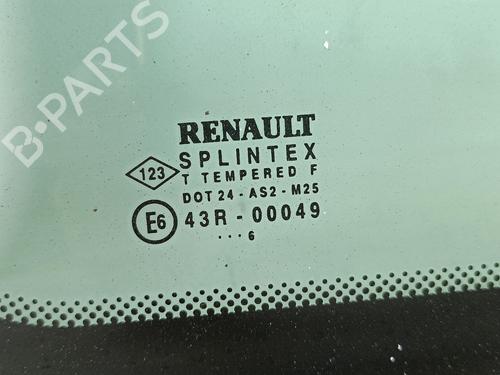 B-PARTS
RENAULT
SPLINTEX
123 T TEMPERED F
DOT 24 - AS2 - M25
E6 43R - 00049
··· 6